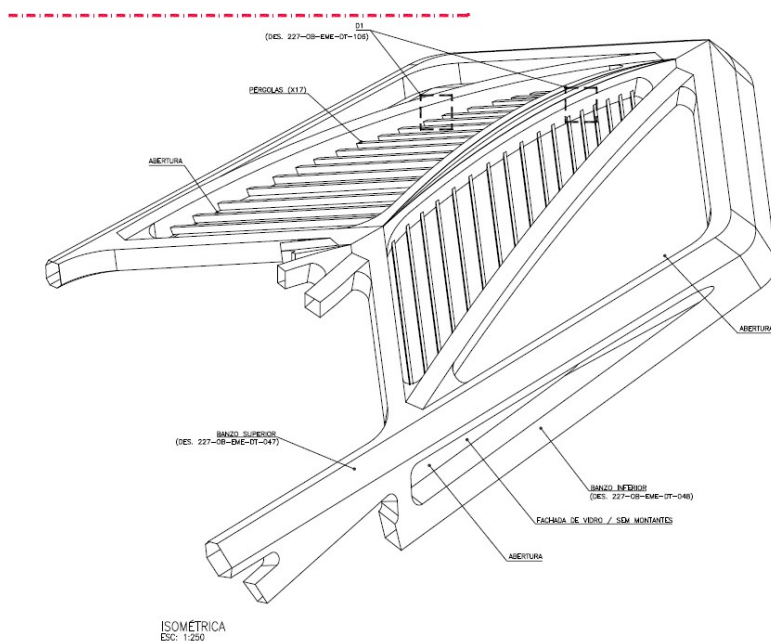 D1
(DES. 227-OB-EME-DT-106)
PÉRGOLAS (X17)
ABERTURA
ABERTURA
BANZO SUPERIOR
(DES. 227-OB-EME-DT-047)
BANZO INFERIOR
(DES. 227-OB-EME-DT-048)
FACHADA DE VIDRO / SEM MONTANTES
ABERTURA
ISOMÉTRICA
ESC: 1:250